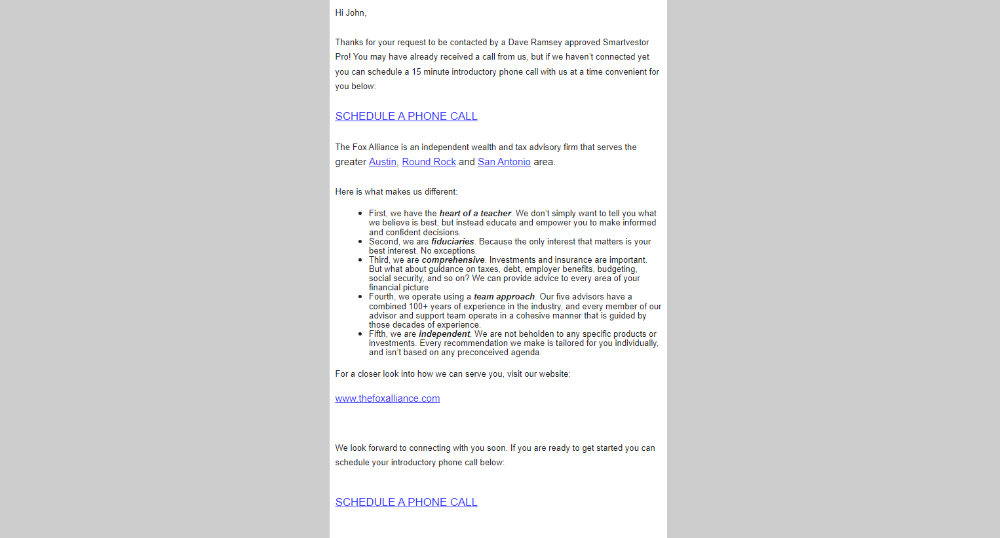 Hi John,
Thanks for your request to be contacted by a Dave Ramsey approved Smartvestor
Pro! You may have already received a call from us, but if we haven’t connected yet
you can schedule a 15 minute introductory phone call with us at a time convenient for
you below:
SCHEDULE A PHONE CALL
The Fox Alliance is an independent wealth and tax advisory firm that serves the
greater Austin, Round Rock and San Antonio area.
Here is what makes us different:
• First, we have the heart of a teacher. We don’t simply want to tell you what
we believe is best, but instead educate and empower you to make informed
and confident decisions.
• Second, we are fiduciaries. Because the only interest that matters is your
best interest. No exceptions.
• Third, we are comprehensive. Investments and insurance are important.
But what about guidance on taxes, debt, employer benefits, budgeting,
social security, and so on? We can provide advice to every area of your
financial picture
• Fourth, we operate using a team approach. Our five advisors have a
combined 100+ years of experience in the industry, and every member of our
advisor and support team operate in a cohesive manner that is guided by
those decades of experience.
• Fifth, we are independent. We are not beholden to any specific products or
investments. Every recommendation we make is tailored for you individually,
and isn’t based on any preconceived agenda.
For a closer look into how we can serve you, visit our website:
www.thefoxalliance.com
We look forward to connecting with you soon. If you are ready to get started you can
schedule your introductory phone call below:
SCHEDULE A PHONE CALL